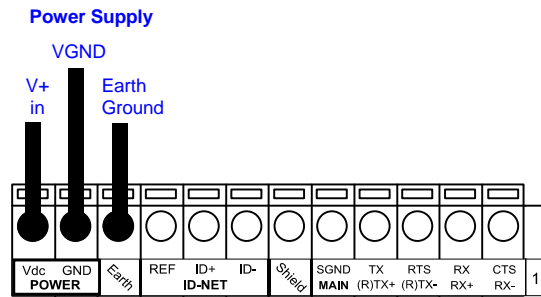 Power Supply
VGND
V+
in
Earth
Ground
Vdc GND Earth REF ID+ ID- Shield SGND TX RTS RX CTS 1
POWER ID-NET MAIN (R)TX+ (R)TX- RX+ RX-